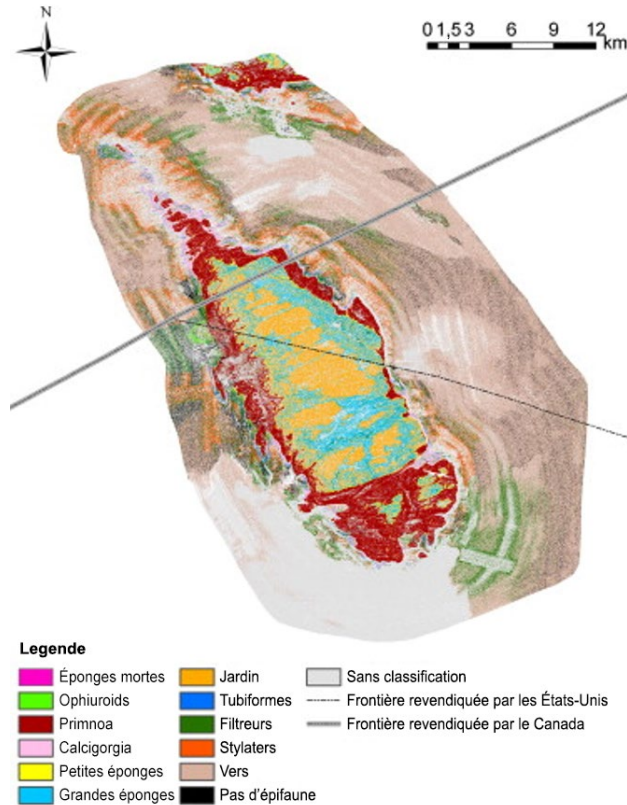 N
0 1,5 3 6 9 12
km
Legende
Éponges mortes
Ophiuroids
Primnoa
Calcigorgia
Petites éponges
Grandes éponges
Jardin
Tubiformes
Filtreurs
Stylaters
Vers
Pas d'épifaune
Sans classification
Frontière revendiquée par les États-Unis
Frontière revendiquée par le Canada